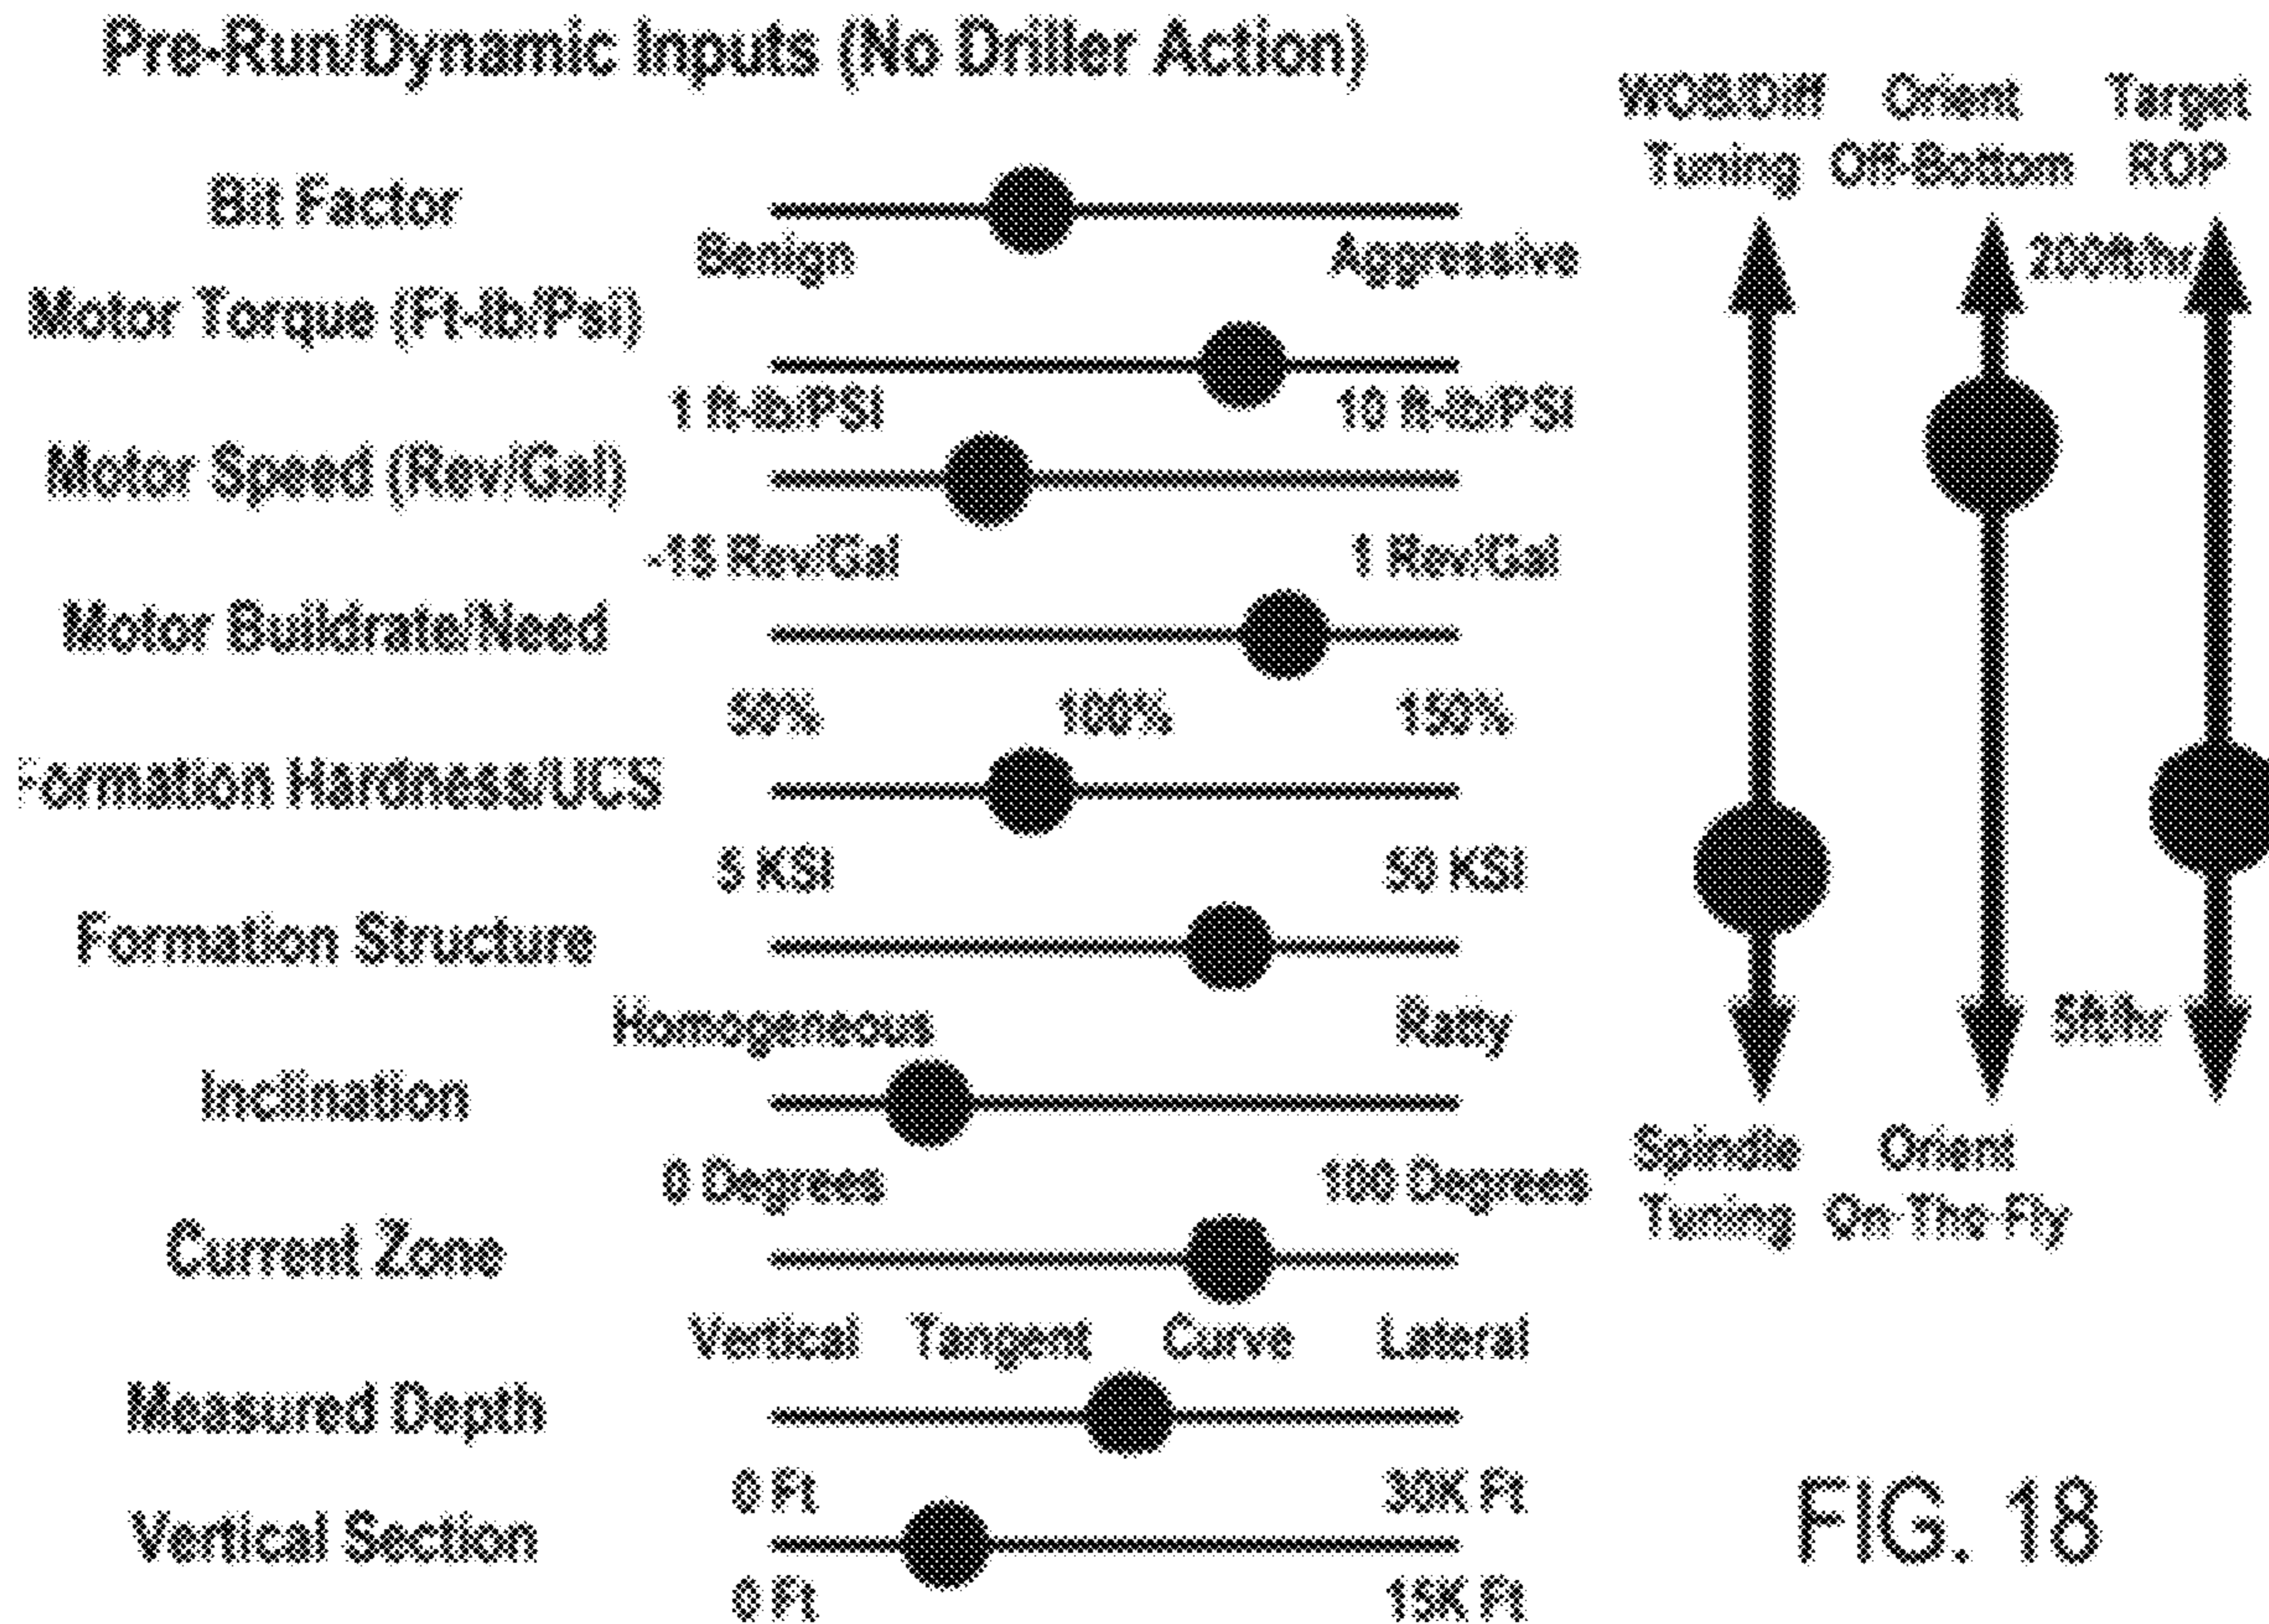 Pre-Run/Dynamic Inputs (No Driller Action)
WOB/Diff Tuning
Orient Off-Bottom
Target ROP
Bit Factor
Benign
Aggressive
200ft/hr
Motor Torque (Ft-lb/Psi)
1 ft-lb/PSI
10 ft-lb/PSI
Motor Speed (Rev/Gal)
-15 Rev/Gal
1 Rev/Gal
Motor Buildrate/Need
50%
100%
150%
Formation Hardness/UCS
5 KSI
50 KSI
Formation Structure
Homogeneous
Ratty
5ft/hr
Inclination
0 Degrees
100 Degrees
Spindle Tuning
Orient On-The-Fly
Current Zone
Vertical
Tangent
Curve
Lateral
Measured Depth
0 Ft
30K Ft
Vertical Section
0 Ft
15K Ft
FIG. 18